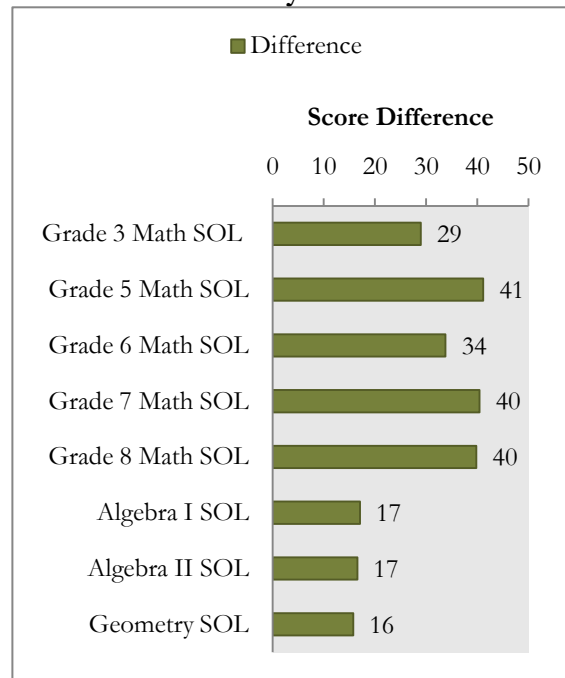 Difference
Score Difference
0 10 20 30 40 50
Grade 3 Math SOL 29
Grade 5 Math SOL 41
Grade 6 Math SOL 34
Grade 7 Math SOL 40
Grade 8 Math SOL 40
Algebra I SOL 17
Algebra II SOL 17
Geometry SOL 16